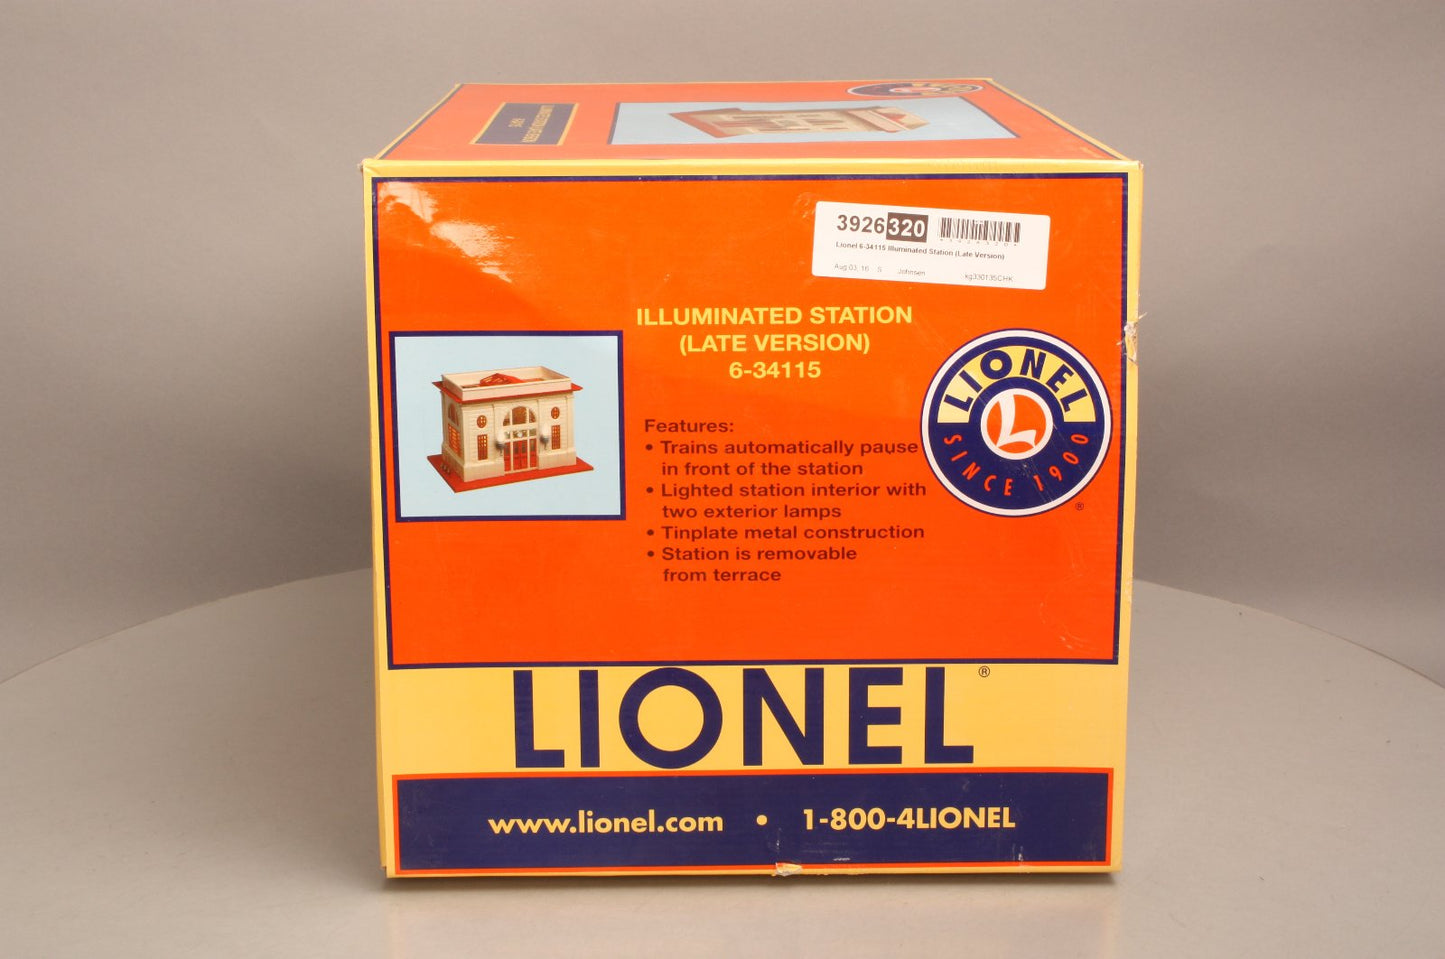 3926320
Lionel 6-34115 Illuminated Station (Late Version)
Aug 03, 16 S Johnsen kg330135CHK
ILLUMINATED STATION
(LATE VERSION)
6-34115
Features:
• Trains automatically pause
in front of the station
• Lighted station interior with
two exterior lamps
• Tinplate metal construction
• Station is removable
from terrace
LIONEL
L
SINCE 1900
®
LIONEL®
www.lionel.com • 1-800-4LIONEL